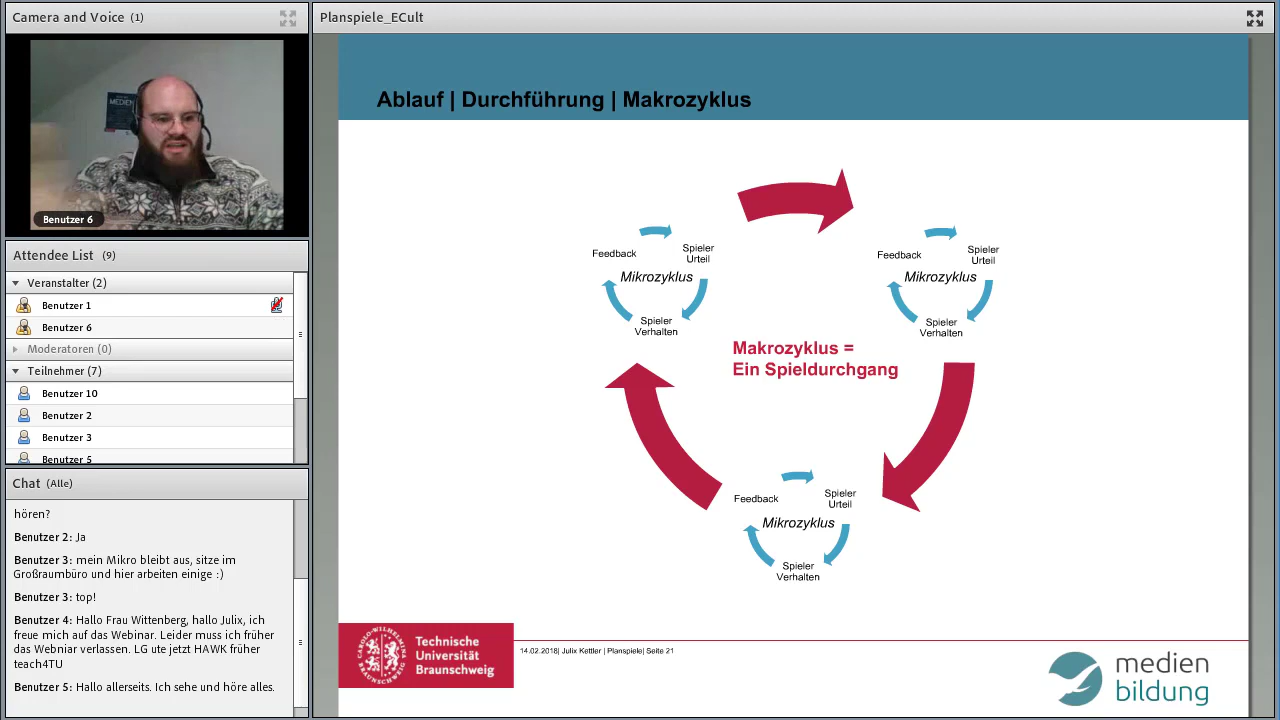 Camera and Voice (1)
MEDIEN
Benutzer 6
Attendee List (9)
Veranstalter (2)
Benutzer 1
Benutzer 6
Moderatoren (0)
Teilnehmer (7)
Benutzer 10
Benutzer 2
Benutzer 3
Benutzer 5
Chat (Alle)
hören?
Benutzer 2: Ja
Benutzer 3: mein Mikro bleibt aus, sitze im
Großraumbüro und hier arbeiten einige :)
Benutzer 3: top!
Benutzer 4: Hallo Frau Wittenberg, hallo Julix, ich
freue mich auf das Webinar. Leider muss ich früher
das Webniar verlassen. LG ute jetzt HAWK früher
teach4TU
Benutzer 5: Hallo allerseits. Ich sehe und höre alles.
Planspiele_ECult
Ablauf | Durchführung | Makrozyklus
Feedback
Spieler
Urteil
Mikrozyklus
Spieler
Verhalten
Feedback
Spieler
Urteil
Mikrozyklus
Spieler
Verhalten
Makrozyklus =
Ein Spieldurchgang
Feedback
Spieler
Urteil
Mikrozyklus
Spieler
Verhalten
CAROLO-WILHELMINA
BRAUNSCHWEIG
Technische
Universität
Braunschweig
14.02.2018| Julix Kettler | Planspiele| Seite 21
medien
bildung